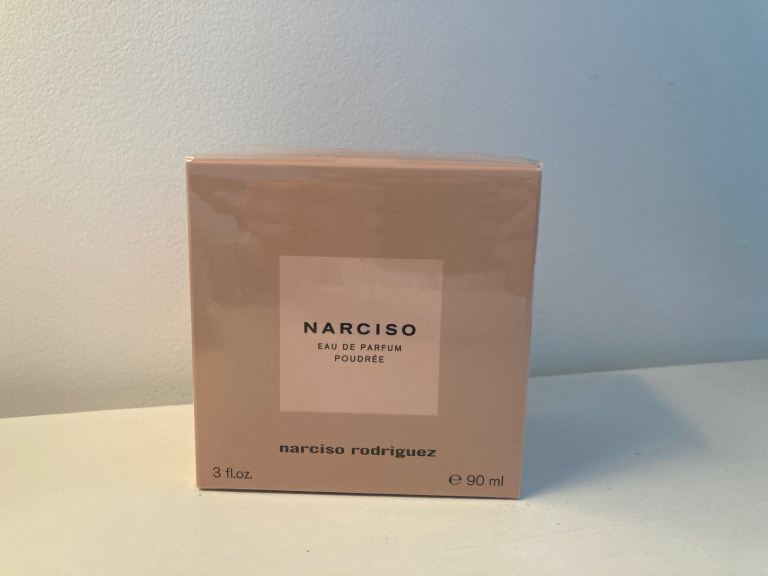 NARCISO
EAU DE PARFUM
POUDRÉE
narciso rodriguez
3 fl.oz.
℮ 90 ml